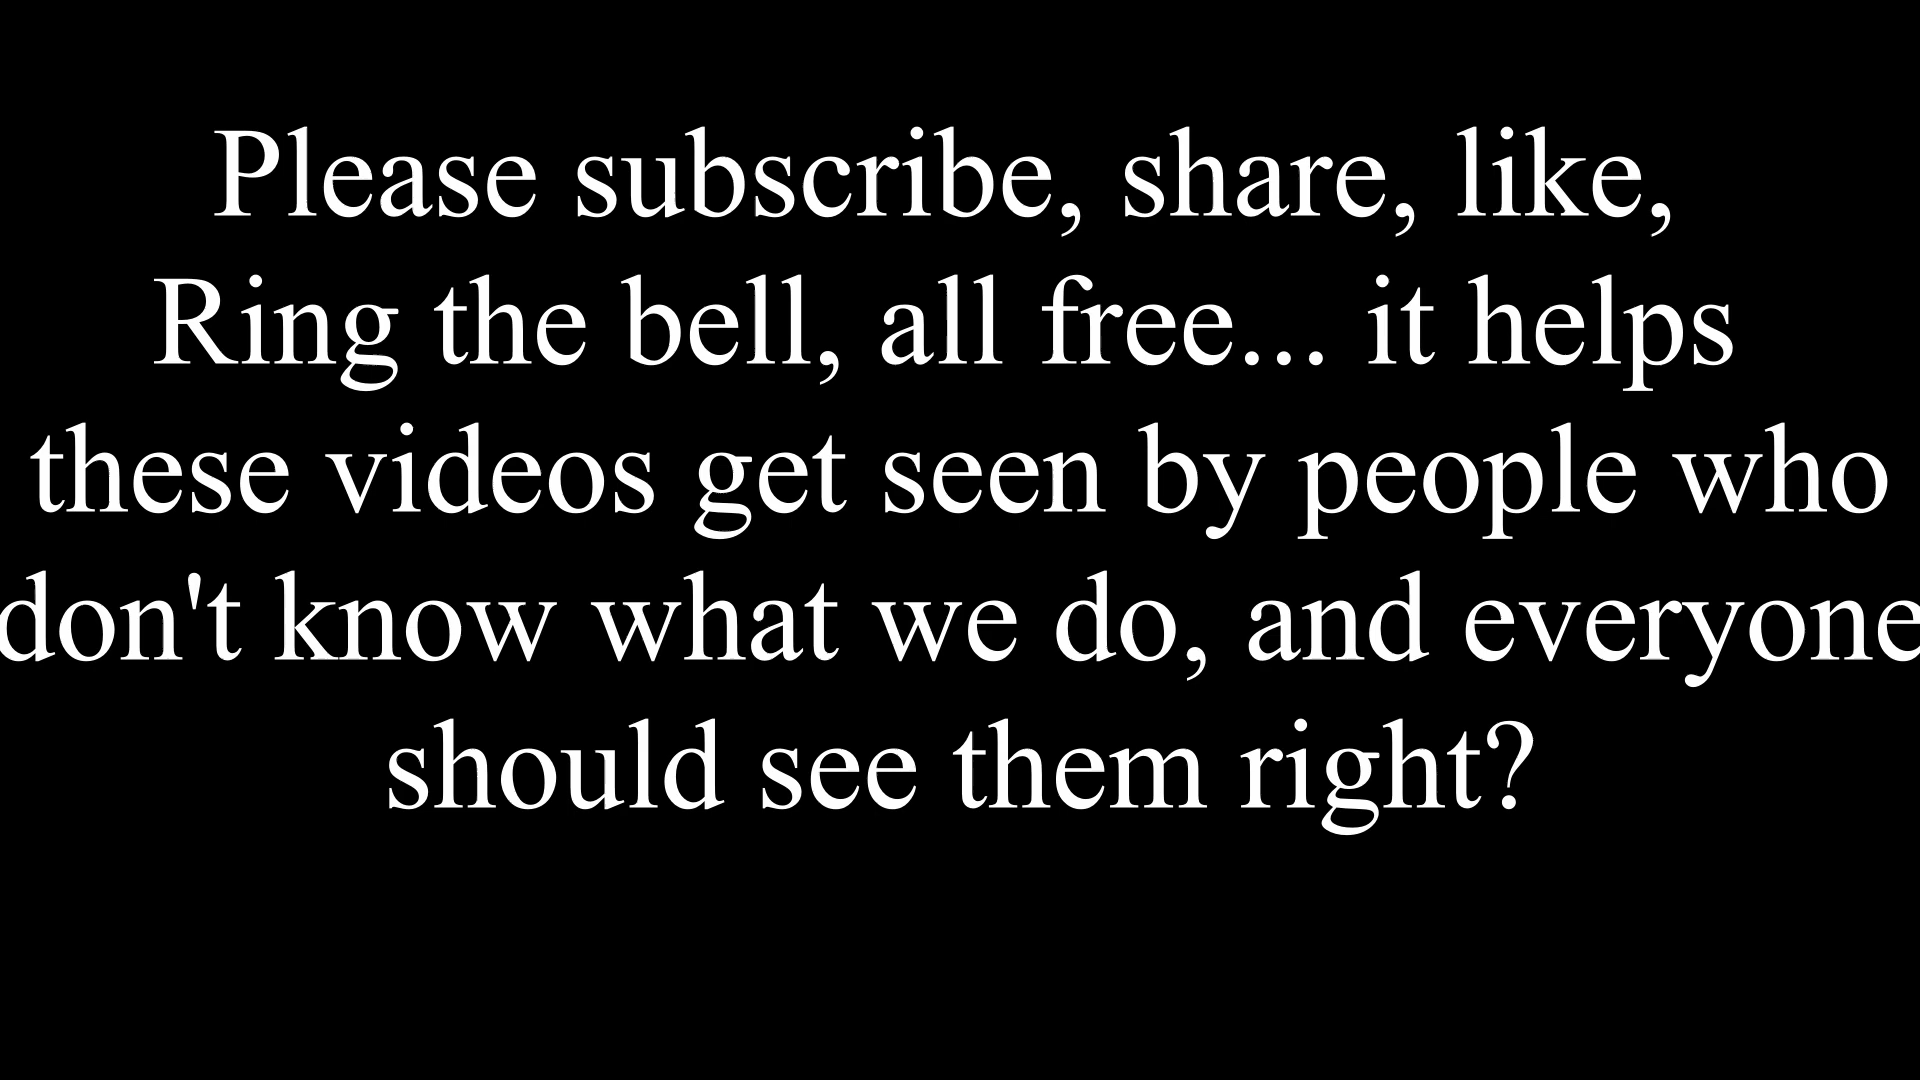 Please subscribe, share, like,
Ring the bell, all free... it helps
these videos get seen by people who
don't know what we do, and everyone
should see them right?